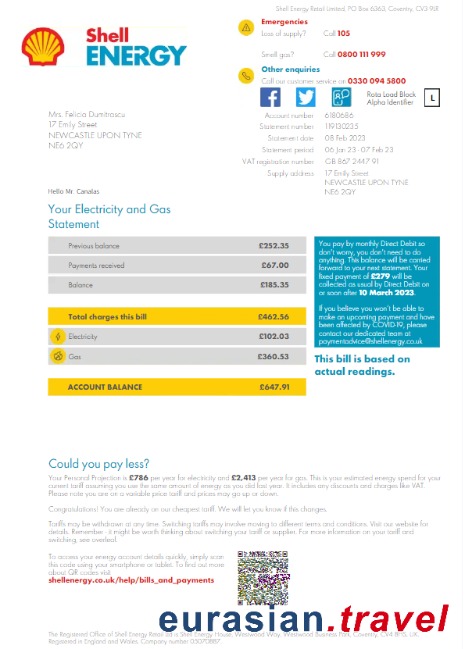 Shell Energy Retail Limited, PO Box 6363, Coventry, CV3 9LR
Shell
ENERGY
Emergencies
Loss of supply? Call 105
Smell gas? Call 0800 111 999
Other enquiries
Call our customer service on 0330 094 5800
Rota Load Block
Alpha Identifier
L
Mrs. Felicia Dumitrascu
17 Emily Street
NEWCASTLE UPON TYNE
NE6 2QY
Account number 6180686
Statement number 119130235
Statement date 08 Feb 2023
Statement period 06 Jan 23 - 07 Feb 23
VAT registration number GB 867 2447 91
Supply address 17 Emily Street
NEWCASTLE UPON TYNE
NE6 2QY
Hello Mr. Canalas
Your Electricity and Gas
Statement
Previous balance £252.35
Payments received £67.00
Balance £185.35
Total charges this bill £462.56
Electricity £102.03
Gas £360.53
ACCOUNT BALANCE £647.91
You pay by monthly Direct Debit so
don't worry, you don't need to do
anything. This balance will be carried
forward to your next statement. Your
fixed payment of £279 will be
collected as usual by Direct Debit on
or soon after 10 March 2023.
If you believe you won't be able to
make an upcoming payment and have
been affected by COVID-19, please
contact our dedicated team at
paymentadvice@shellenergy.co.uk
This bill is based on
actual readings.
Could you pay less?
Your Personal Projection is £786 per year for electricity and £2,413 per year for gas. This is your estimated energy spend for your
current tariff assuming you use the same amount of energy as you did last year. It includes any discounts and charges like VAT.
Please note you are on a variable price tariff and prices may go up or down.
Congratulations! You are already on our cheapest tariff. We will let you know if this changes.
Tariffs may be withdrawn at any time. Switching tariffs may involve moving to different terms and conditions. Visit our website for
details. Remember - it might be worth thinking about switching your tariff or supplier. For more information on your tariff and
switching, see overleaf.
To access your energy account details quickly, simply scan
this code using your smartphone or tablet. To find out more
about QR codes visit
shellenergy.co.uk/help/bills_and_payments
eurasian.travel
The Registered Office of Shell Energy Retail Ltd is Shell Energy House, Westwood Way, Westwood Business Park, Coventry, CV4 8HS, UK.
Registered in England and Wales. Company number 05070887.